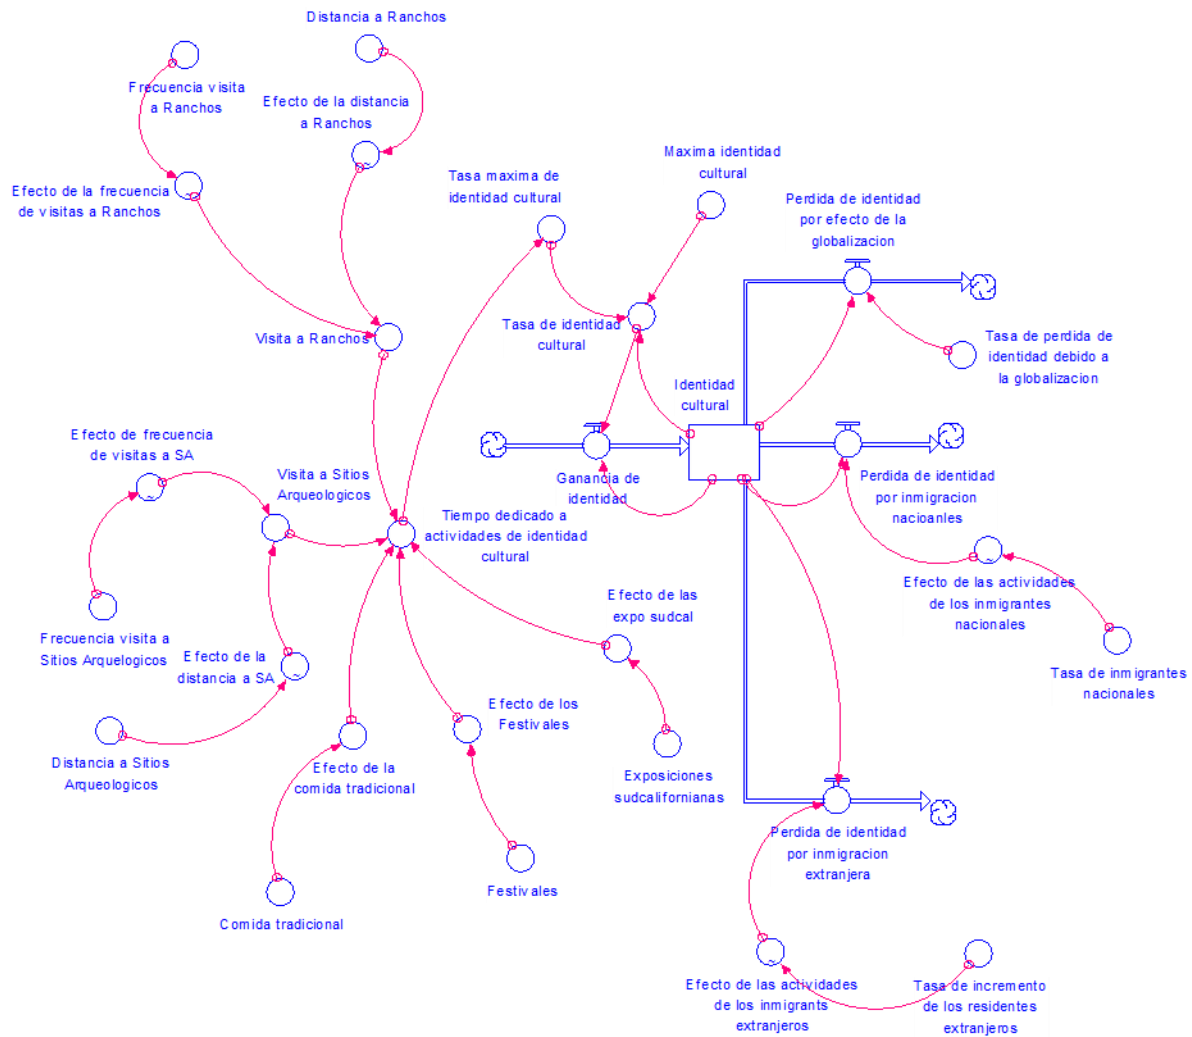 Distancia a Ranchos
Frecuencia visita
a Ranchos
Efecto de la distancia
a Ranchos
Efecto de la frecuencia
de visitas a Ranchos
Tasa maxima de
identidad cultural
Maxima identidad
cultural
Perdida de identidad
por efecto de la
globalizacion
Visita a Ranchos
Tasa de identidad
cultural
Tasa de perdida de
identidad debido a
la globalizacion
Identidad
cultural
Efecto de frecuencia
de visitas a SA
Visita a Sitios
Arqueologicos
Ganancia de
identidad
Perdida de identidad
por inmigracion
nacioanles
Tiempo dedicado a
actividades de identidad
cultural
Efecto de las actividades
de los inmigrantes
nacionales
Efecto de las
expo sudcal
Frecuencia visita a
Sitios Arquelogicos
Efecto de la
distancia a SA
Tasa de inmigrantes
nacionales
Efecto de los
Festivales
Distancia a Sitios
Arqueologicos
Efecto de la
comida tradicional
Exposiciones
sudcalifornianas
Perdida de identidad
por inmigracion
extranjera
Festivales
Comida tradicional
Efecto de las actividades
de los inmigrants
extranjeros
Tasa de incremento
de los residentes
extranjeros